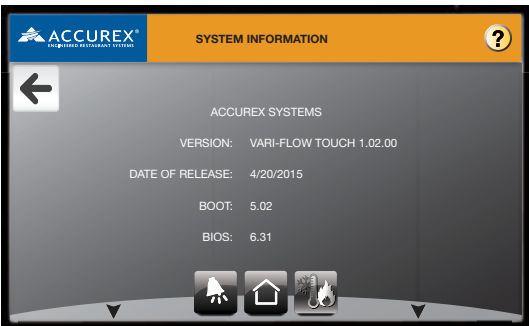 ACCUREX®
ENGINEERED RESTAURANT SYSTEMS
SYSTEM INFORMATION
?
ACCUREX SYSTEMS
VERSION: VARI-FLOW TOUCH 1.02.00
DATE OF RELEASE: 4/20/2015
BOOT: 5.02
BIOS: 6.31